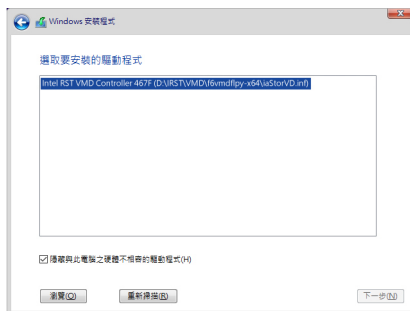 Windows 安裝程式
選取要安裝的驅動程式
Intel RST VMD Controller 467F (D:\IRST\VMD\f6vmdflpy-x64\iaStorVD.inf)
隱藏與此電腦之硬體不相容的驅動程式(H)
瀏覽(O)
重新掃描(R)
下一步(N)